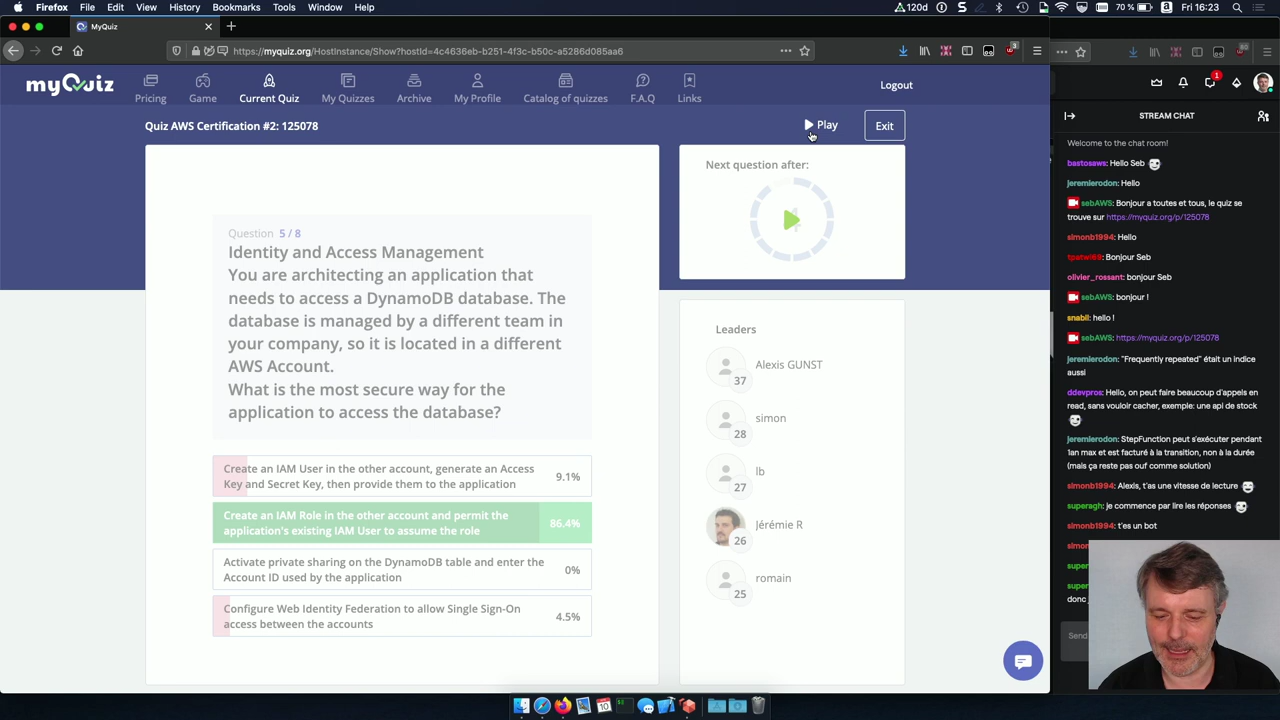 Firefox File Edit View History Bookmarks Tools Window Help
120d
70 %
Fri 16:23
MyQuiz
https://myquiz.org/HostInstance/Show?hostId=4c4636eb-b251-4f3c-b50c-a5286d085aa6
3
80
myQuiz
Pricing
Game
Current Quiz
My Quizzes
Archive
My Profile
Catalog of quizzes
F.A.Q
Links
Logout
1
Quiz AWS Certification #2: 125078
Play
Exit
Next question after:
Question 5 / 8
Identity and Access Management
You are architecting an application that
needs to access a DynamoDB database. The
database is managed by a different team in
your company, so it is located in a different
AWS Account.
What is the most secure way for the
application to access the database?
Create an IAM User in the other account, generate an Access
Key and Secret Key, then provide them to the application
9.1%
Create an IAM Role in the other account and permit the
application's existing IAM User to assume the role
86.4%
Activate private sharing on the DynamoDB table and enter the
Account ID used by the application
0%
Configure Web Identity Federation to allow Single Sign-On
access between the accounts
4.5%
Leaders
Alexis GUNST
37
simon
28
lb
27
Jérémie R
26
romain
25
STREAM CHAT
Welcome to the chat room!
bastosaws: Hello Seb
jeremierodon: Hello
sebAWS: Bonjour a toutes et tous, le quiz se
trouve sur https://myquiz.org/p/125078
simonb1994: Hello
Bonjour Seb
olivier_rossant: bonjour Seb
sebAWS: bonjour !
snabil: hello !
sebAWS: https://myquiz.org/p/125078
jeremierodon: "Frequently repeated" était un indice
aussi
ddevpros: Hello, on peut faire beaucoup d'appels en
read, sans vouloir cacher, exemple: une api de stock
jeremierodon: StepFunction peut s'exécuter pendant
1an max et est facturé à la transition, non à la durée
(mais ça reste pas ouf comme solution)
simonb1994: Alexis, t'as une vitesse de lecture
superagh: je commence par lire les réponses
simonb1994: t'es un bot
simon
super
super
donc
Send
10